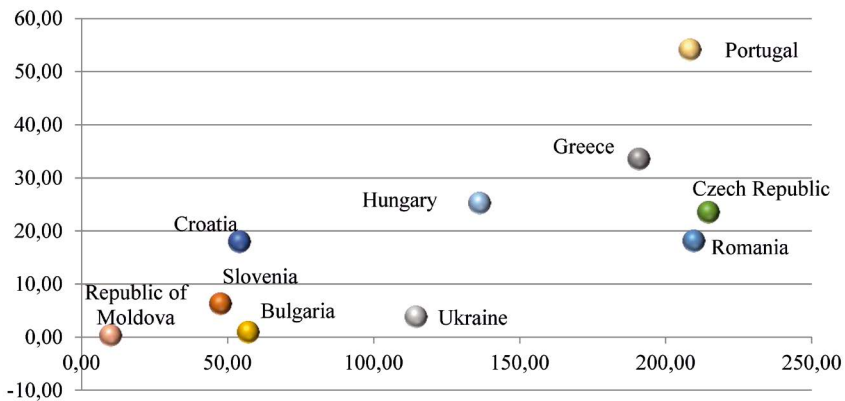 60,00
Portugal
50,00
40,00
Greece
30,00
Czech Republic
Hungary
20,00
Croatia
Romania
10,00
Slovenia
Republic of
Moldova
Bulgaria
Ukraine
0,00
0,00 50,00 100,00 150,00 200,00 250,00
-10,00